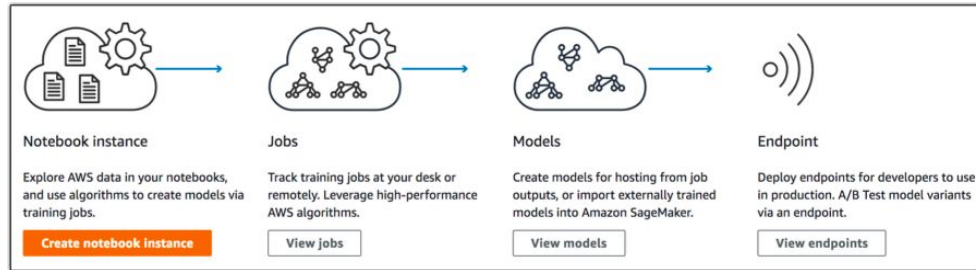 Notebook instance
Explore AWS data in your notebooks,
and use algorithms to create models via
training jobs.
Create notebook instance
Jobs
Track training jobs at your desk or
remotely. Leverage high-performance
AWS algorithms.
View jobs
Models
Create models for hosting from job
outputs, or import externally trained
models into Amazon SageMaker.
View models
Endpoint
Deploy endpoints for developers to use
in production. A/B Test model variants
via an endpoint.
View endpoints